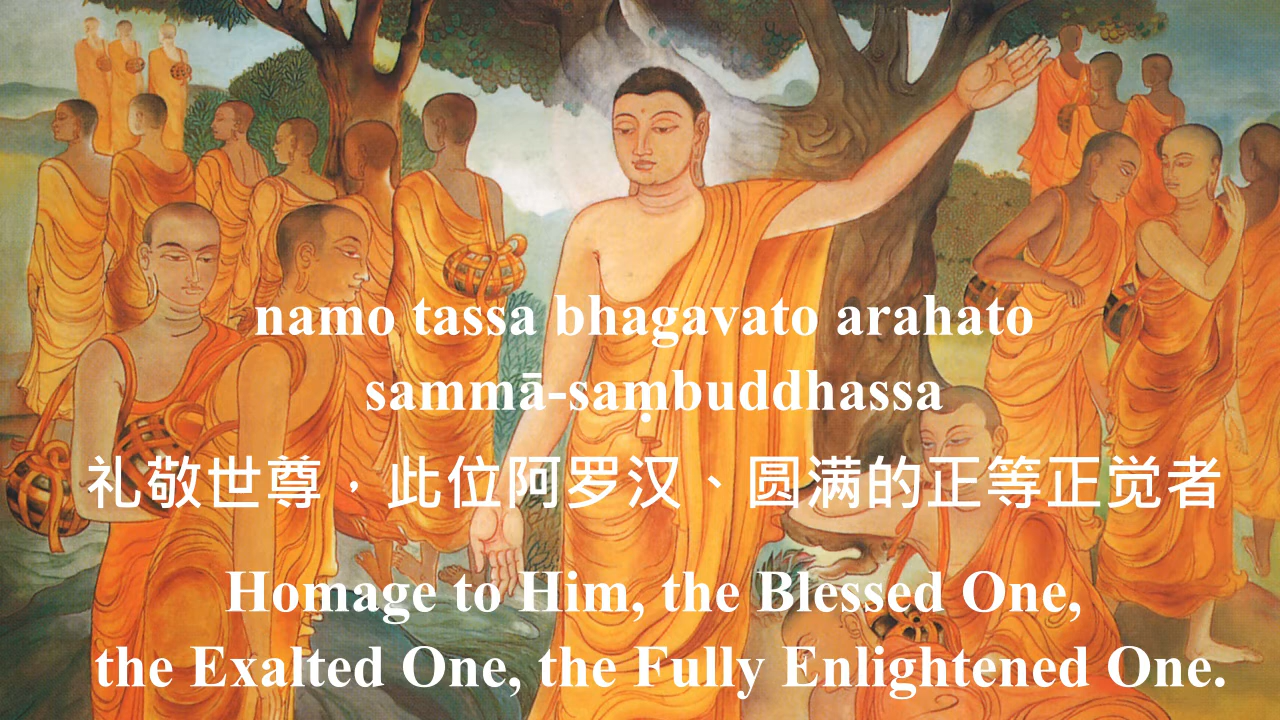 namo tassa bhagavato arahato
sammā-saṃbuddhassa
礼敬世尊，此位阿罗汉、圆满的正等正觉者
Homage to Him, the Blessed One,
the Exalted One, the Fully Enlightened One.